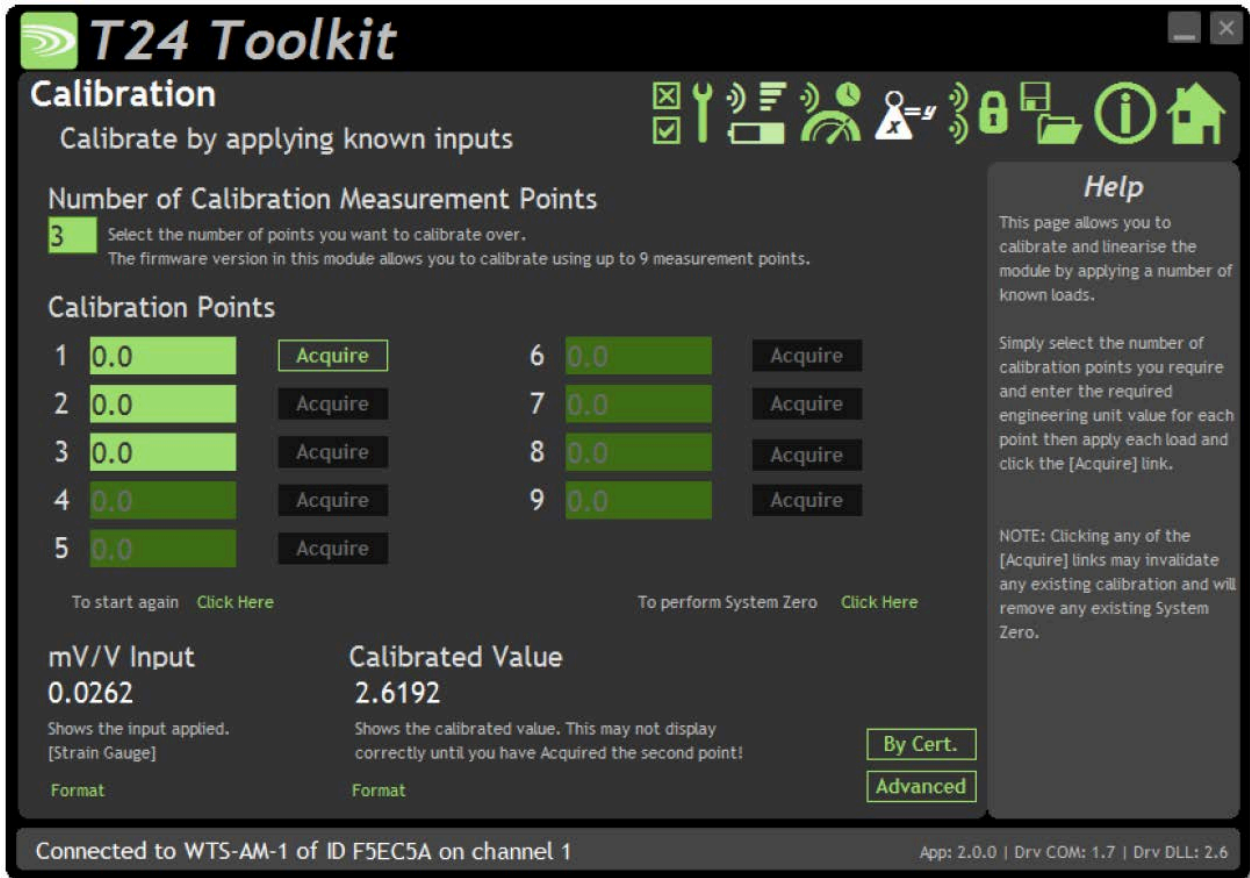 T24 Toolkit
Calibration
Calibrate by applying known inputs
x=y
Number of Calibration Measurement Points
3
Select the number of points you want to calibrate over.
The firmware version in this module allows you to calibrate using up to 9 measurement points.
Calibration Points
1 0.0 Acquire
2 0.0 Acquire
3 0.0 Acquire
4 0.0 Acquire
5 0.0 Acquire
6 0.0 Acquire
7 0.0 Acquire
8 0.0 Acquire
9 0.0 Acquire
To start again Click Here
To perform System Zero Click Here
mV/V Input
0.0262
Shows the input applied.
[Strain Gauge]
Format
Calibrated Value
2.6192
Shows the calibrated value. This may not display
correctly until you have Acquired the second point!
Format
By Cert.
Advanced
Help
This page allows you to
calibrate and linearise the
module by applying a number of
known loads.
Simply select the number of
calibration points you require
and enter the required
engineering unit value for each
point then apply each load and
click the [Acquire] link.
NOTE: Clicking any of the
[Acquire] links may invalidate
any existing calibration and will
remove any existing System
Zero.
Connected to WTS-AM-1 of ID F5EC5A on channel 1
App: 2.0.0 | Drv COM: 1.7 | Drv DLL: 2.6